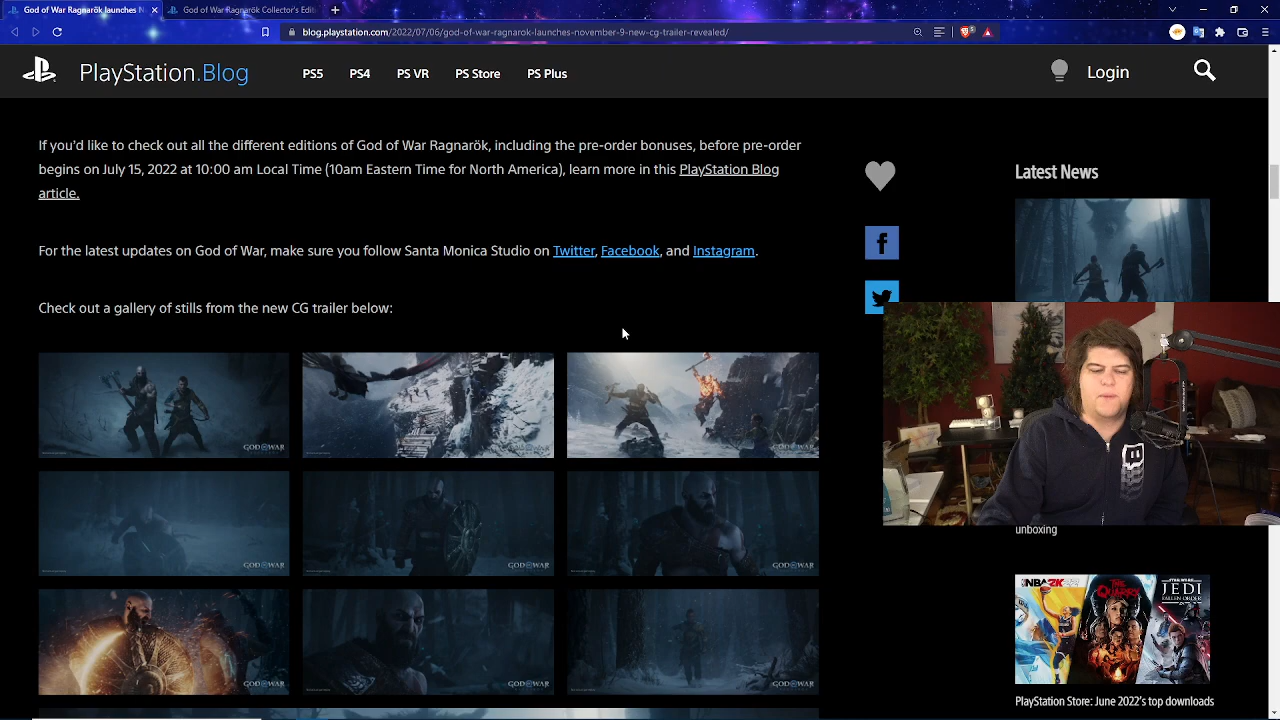 God of War Ragnarök launches N
God of War Ragnarök Collector's Edit
blog.playstation.com/2022/07/06/god-of-war-ragnarok-launches-november-9-new-cg-trailer-revealed/
PlayStation.Blog
PS5
PS4
PS VR
PS Store
PS Plus
Login
If you'd like to check out all the different editions of God of War Ragnarök, including the pre-order bonuses, before pre-order
begins on July 15, 2022 at 10:00 am Local Time (10am Eastern Time for North America), learn more in this PlayStation Blog
article.
Latest News
For the latest updates on God of War, make sure you follow Santa Monica Studio on Twitter, Facebook, and Instagram.
Check out a gallery of stills from the new CG trailer below:
GOD OF WAR
GOD OF WAR
GOD OF WAR
GOD OF WAR
GOD OF WAR
GOD OF WAR
GOD OF WAR
GOD OF WAR
GOD OF WAR
unboxing
NBA 2K22
THE QUARRY
STAR WARS
JEDI
FALLEN ORDER
PlayStation Store: June 2022's top downloads